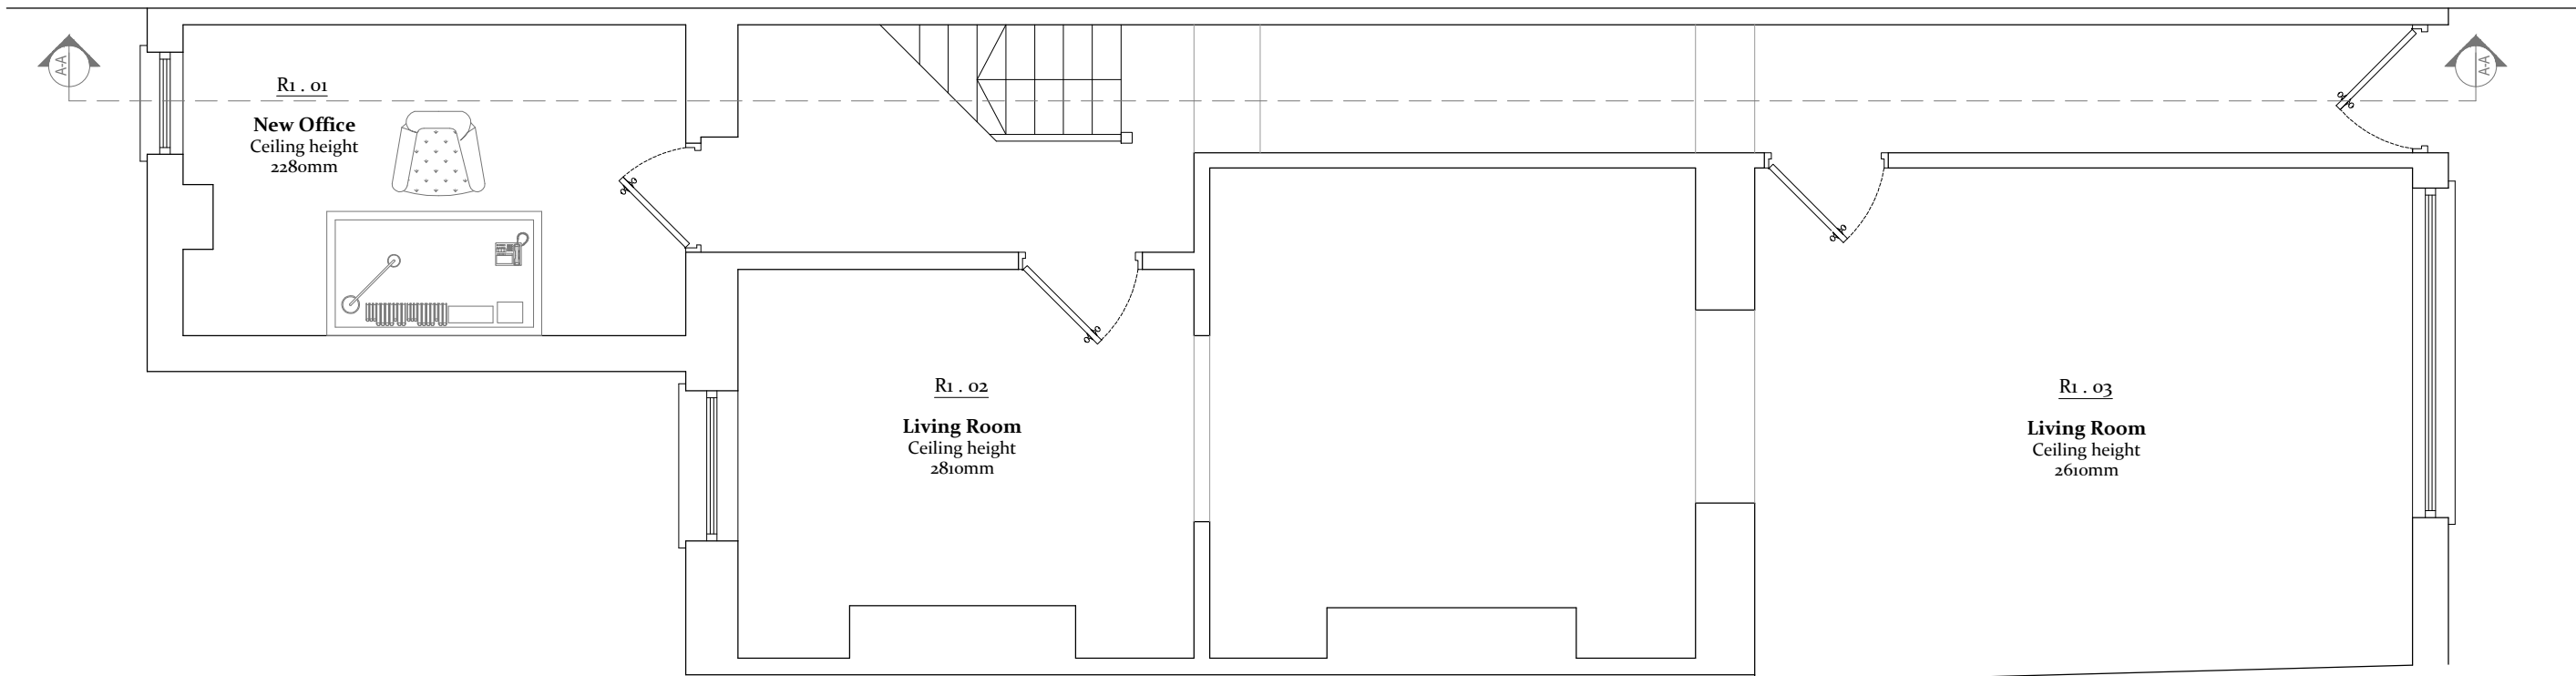 A-A
R1 . 01
New Office
Ceiling height
2280mm
R1 . 02
Living Room
Ceiling height
2810mm
R1 . 03
Living Room
Ceiling height
2610mm
A-A